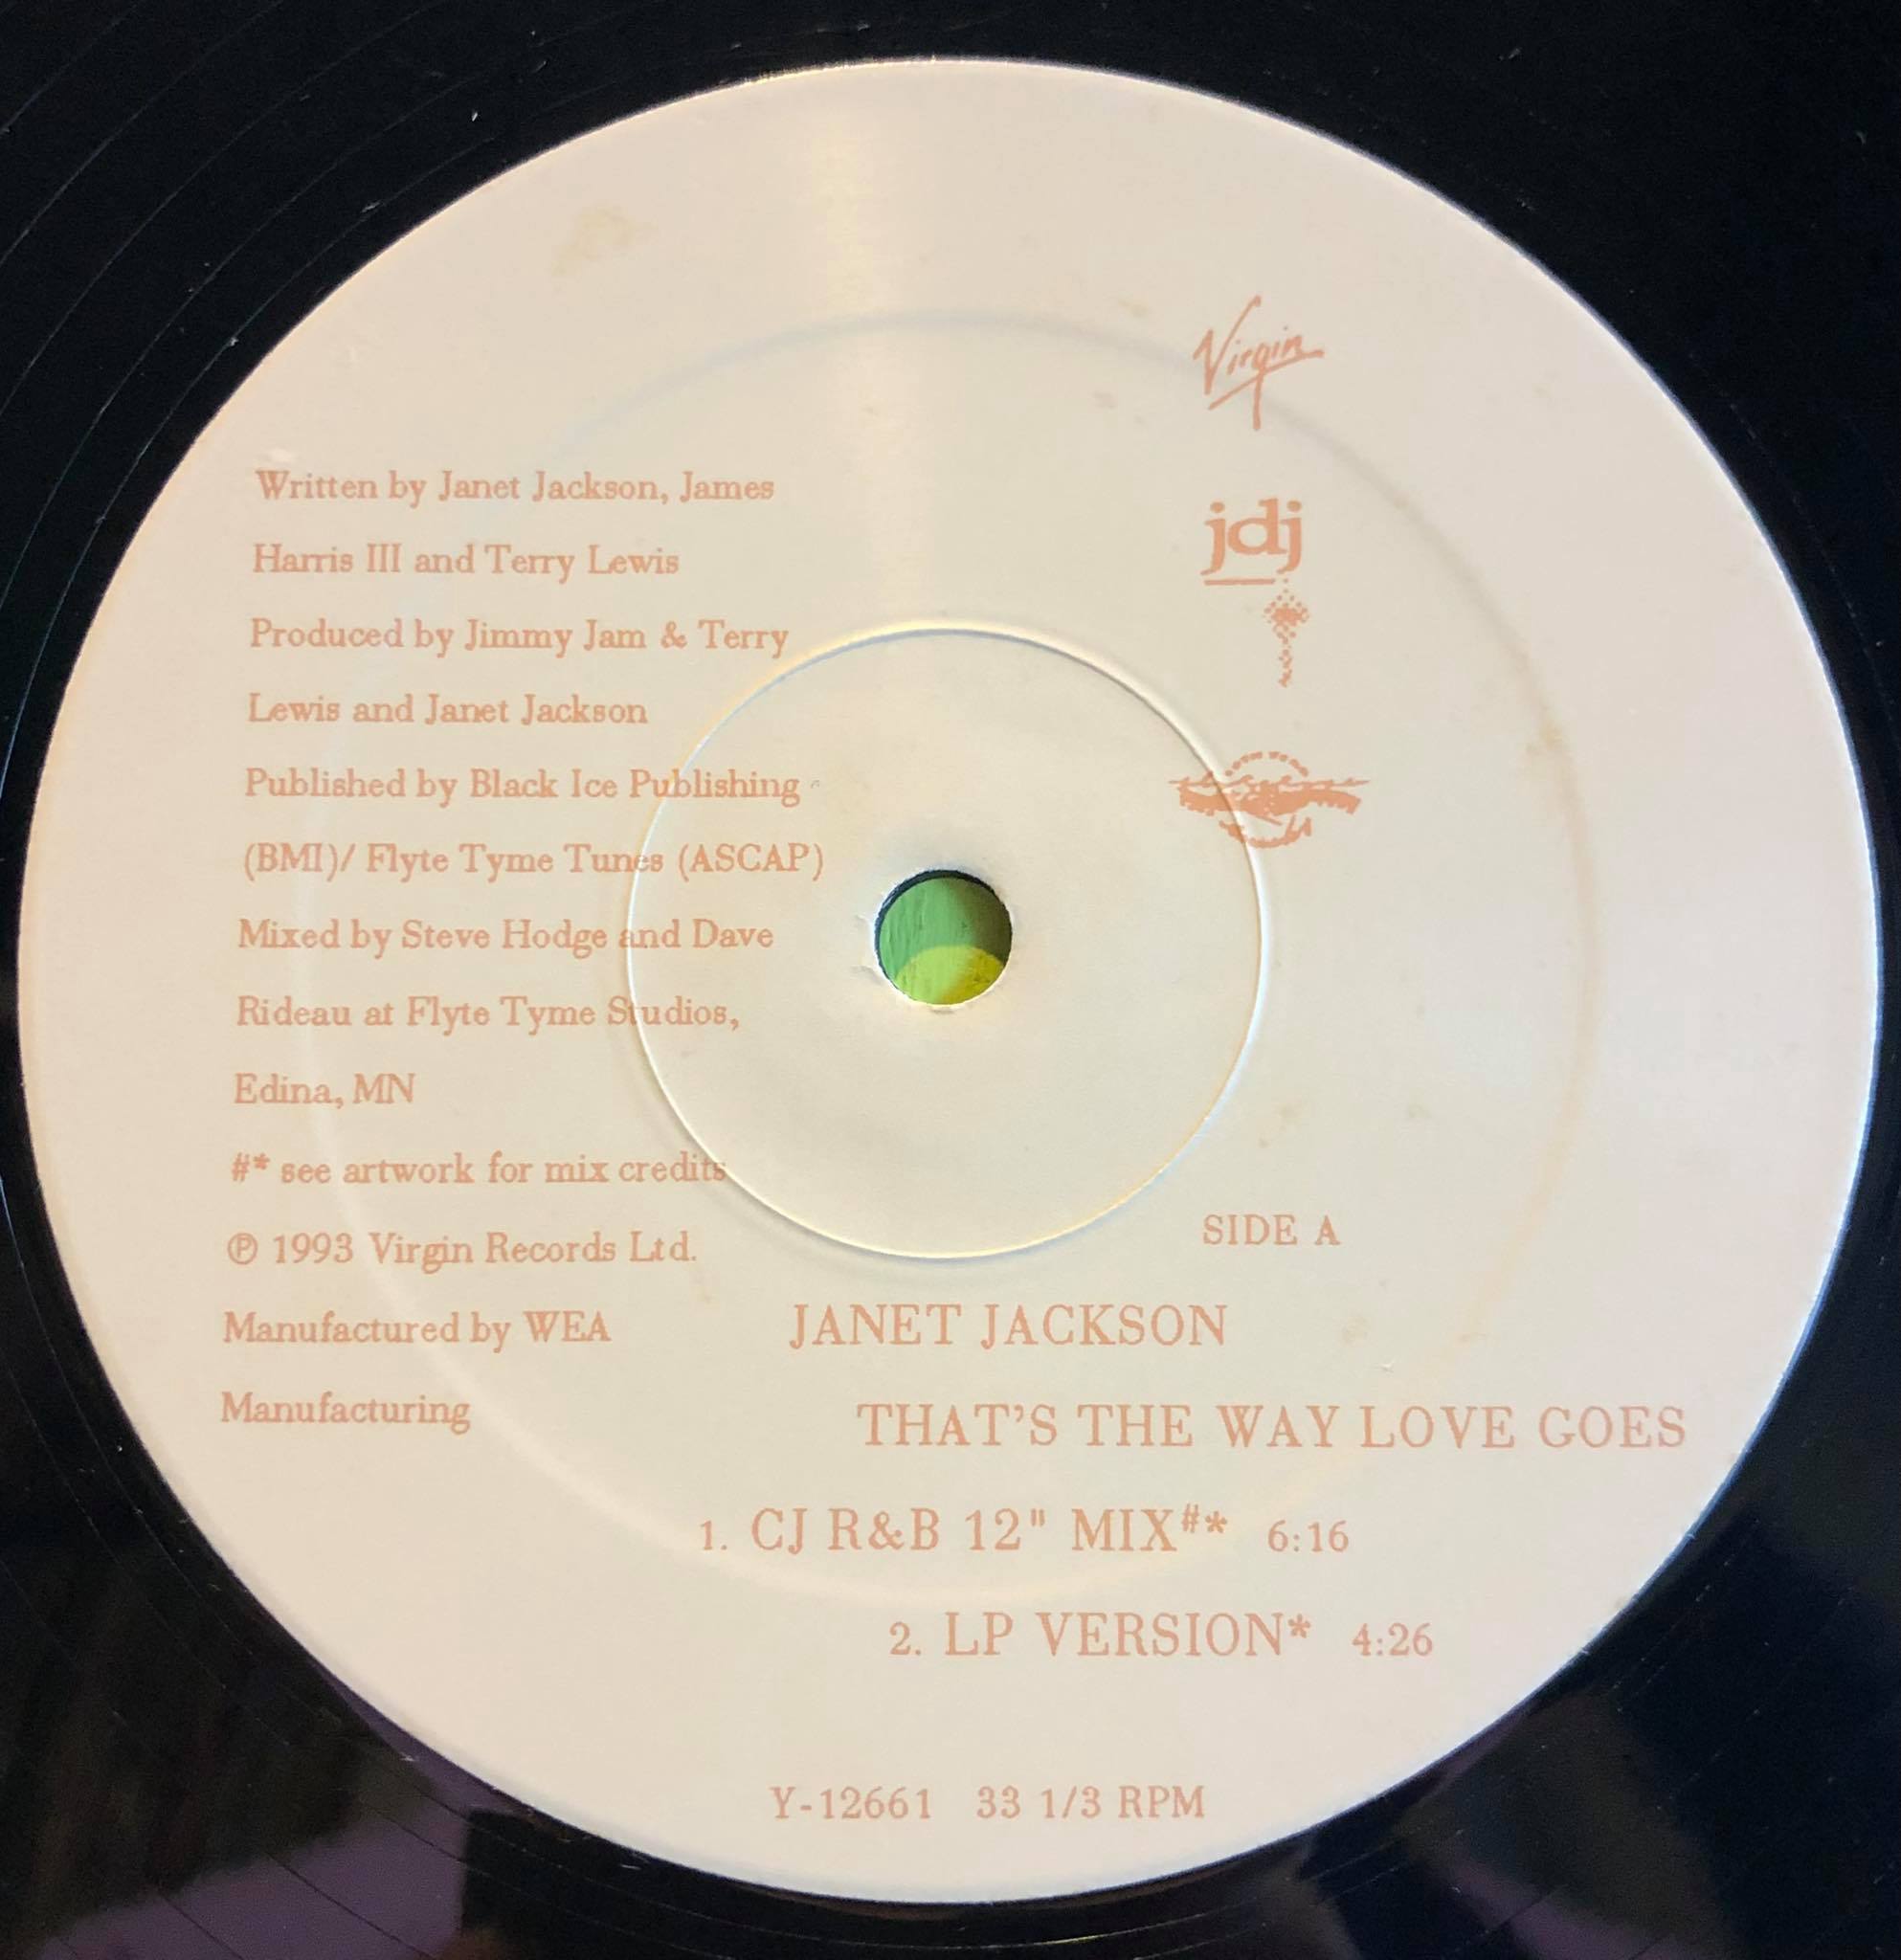 Virgin
jdj
Written by Janet Jackson, James
Harris III and Terry Lewis
Produced by Jimmy Jam & Terry
Lewis and Janet Jackson
Published by Black Ice Publishing
(BMI)/ Flyte Tyme Tunes (ASCAP)
Mixed by Steve Hodge and Dave
Rideau at Flyte Tyme Studios,
Edina, MN
#* see artwork for mix credits
℗ 1993 Virgin Records Ltd.
Manufactured by WEA
Manufacturing
SIDE A
JANET JACKSON
THAT'S THE WAY LOVE GOES
1. CJ R&B 12" MIX#* 6:16
2. LP VERSION* 4:26
Y-12661 33 1/3 RPM